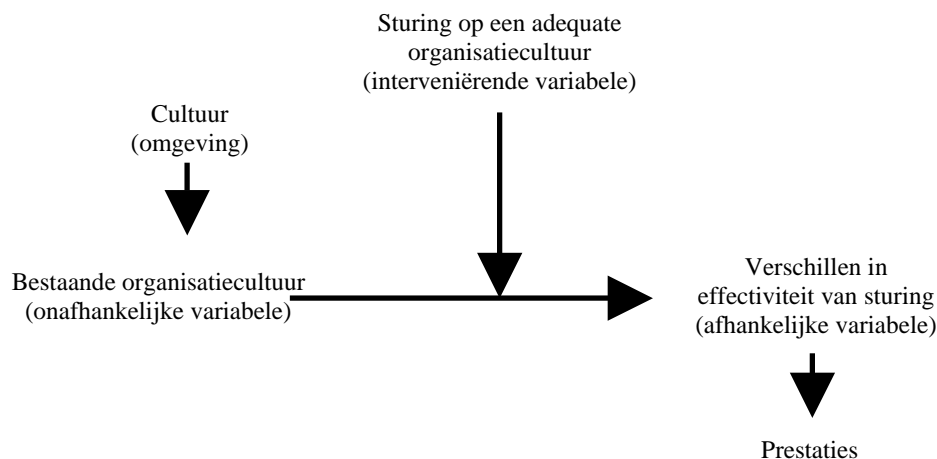 Sturing op een adequate
organisatiecultuur
(interveniërende variabele)
Cultuur
(omgeving)
Bestaande organisatiecultuur
(onafhankelijke variabele)
Verschillen in
effectiviteit van sturing
(afhankelijke variabele)
Prestaties